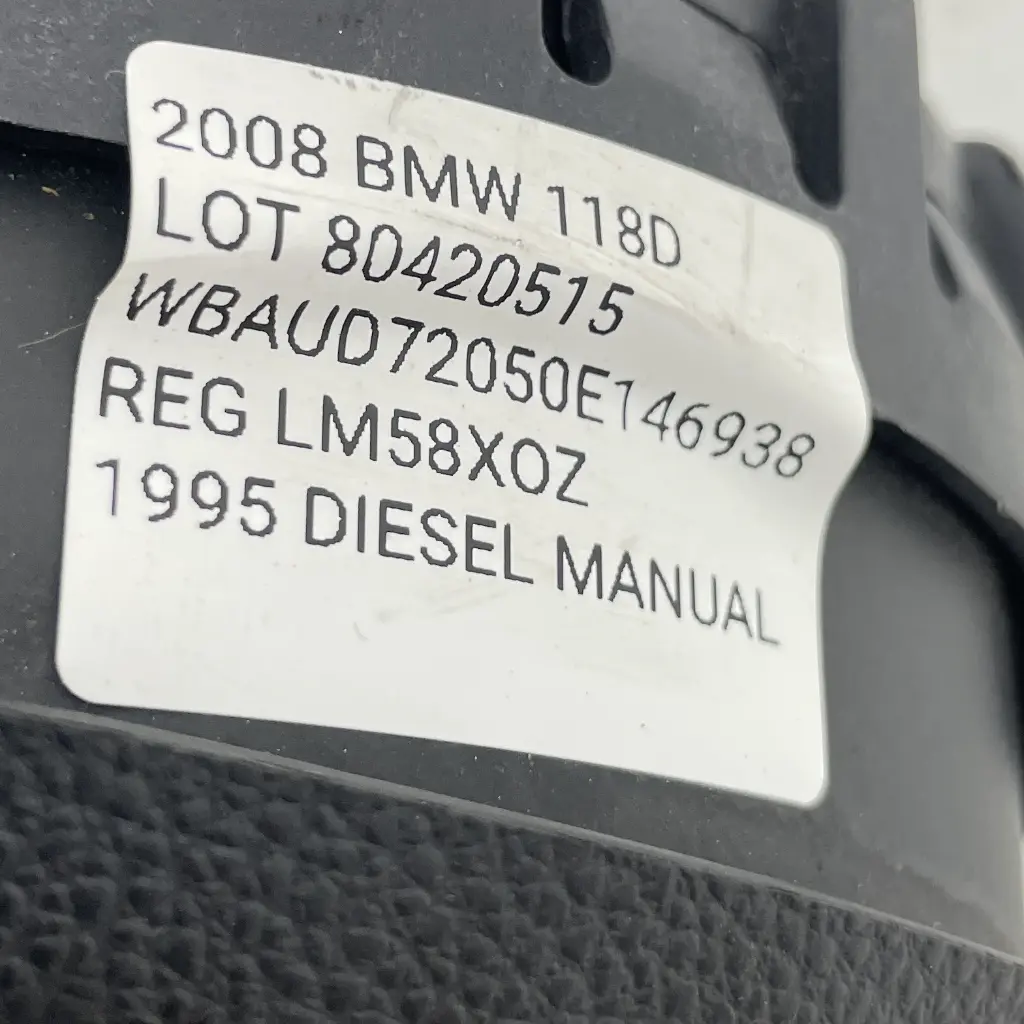 2008 BMW 118D
LOT 80420515
WBAUD72050E146938
REG LM58XOZ
1995 DIESEL MANUAL